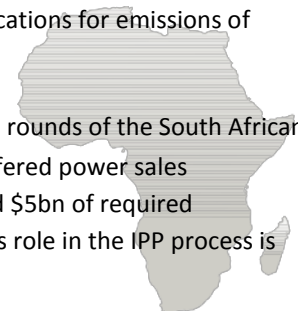 cations for emissions of
rounds of the South African
fered power sales
d $5bn of required
s role in the IPP process is